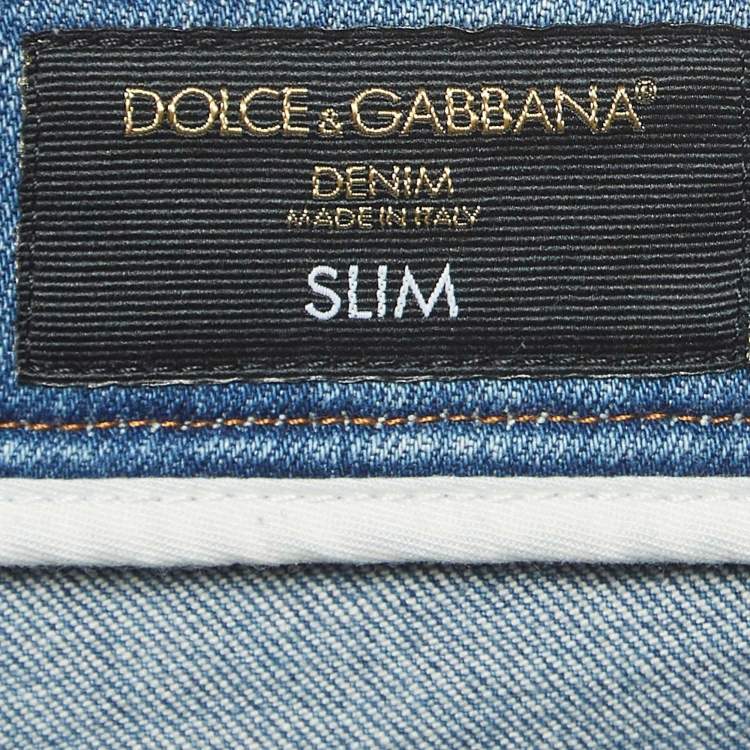 DOLCE & GABBANA®
DENIM
MADE IN ITALY
SLIM